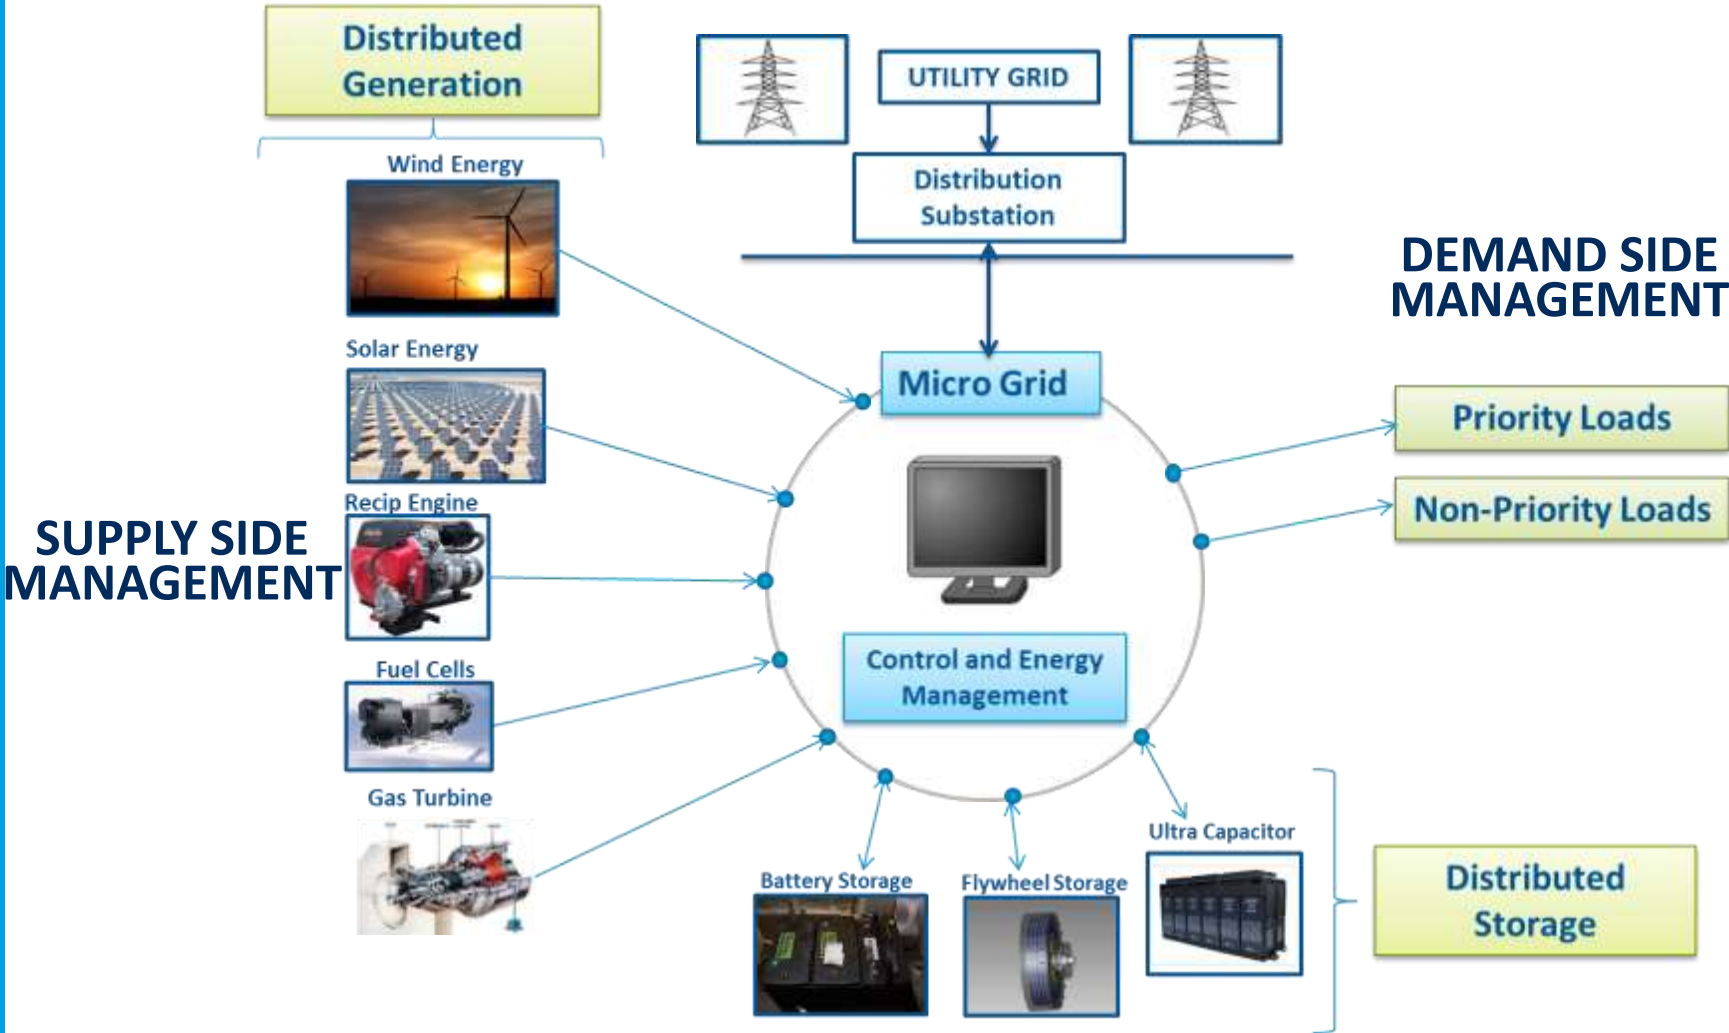 Distributed
Generation
UTILITY GRID
Distribution
Substation
Wind Energy
Solar Energy
Recip Engine
Fuel Cells
Gas Turbine
SUPPLY SIDE
MANAGEMENT
Micro Grid
Control and Energy
Management
DEMAND SIDE
MANAGEMENT
Priority Loads
Non-Priority Loads
Battery Storage
Flywheel Storage
Ultra Capacitor
Distributed
Storage